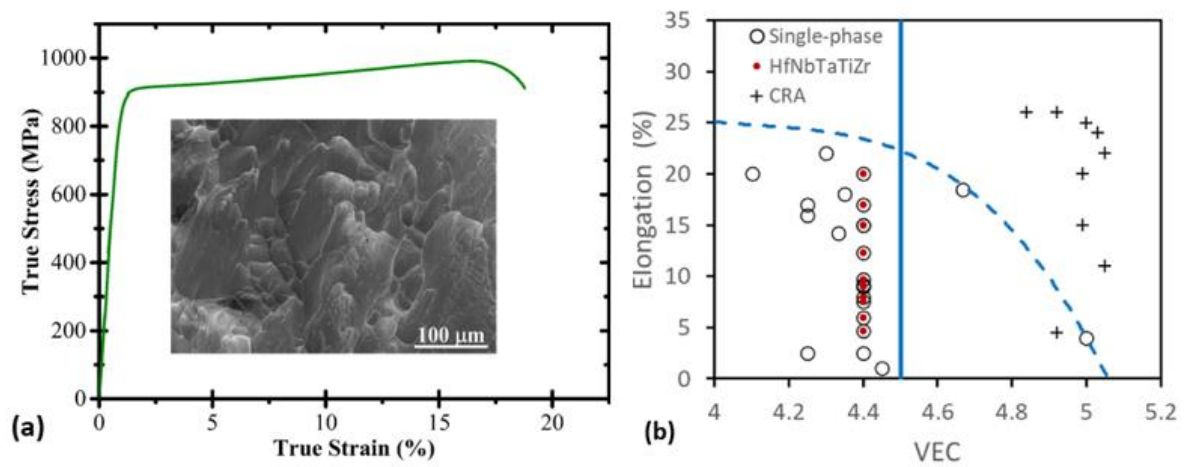 1000
800
600
400
200
0
True Stress (MPa)
100 μm
0
5
10
15
20
True Strain (%)
(a)
35
30
25
20
15
10
5
0
Elongation (%)
Single-phase
HfNbTaTiZr
CRA
4
4.2
4.4
4.6
4.8
5
5.2
VEC
(b)